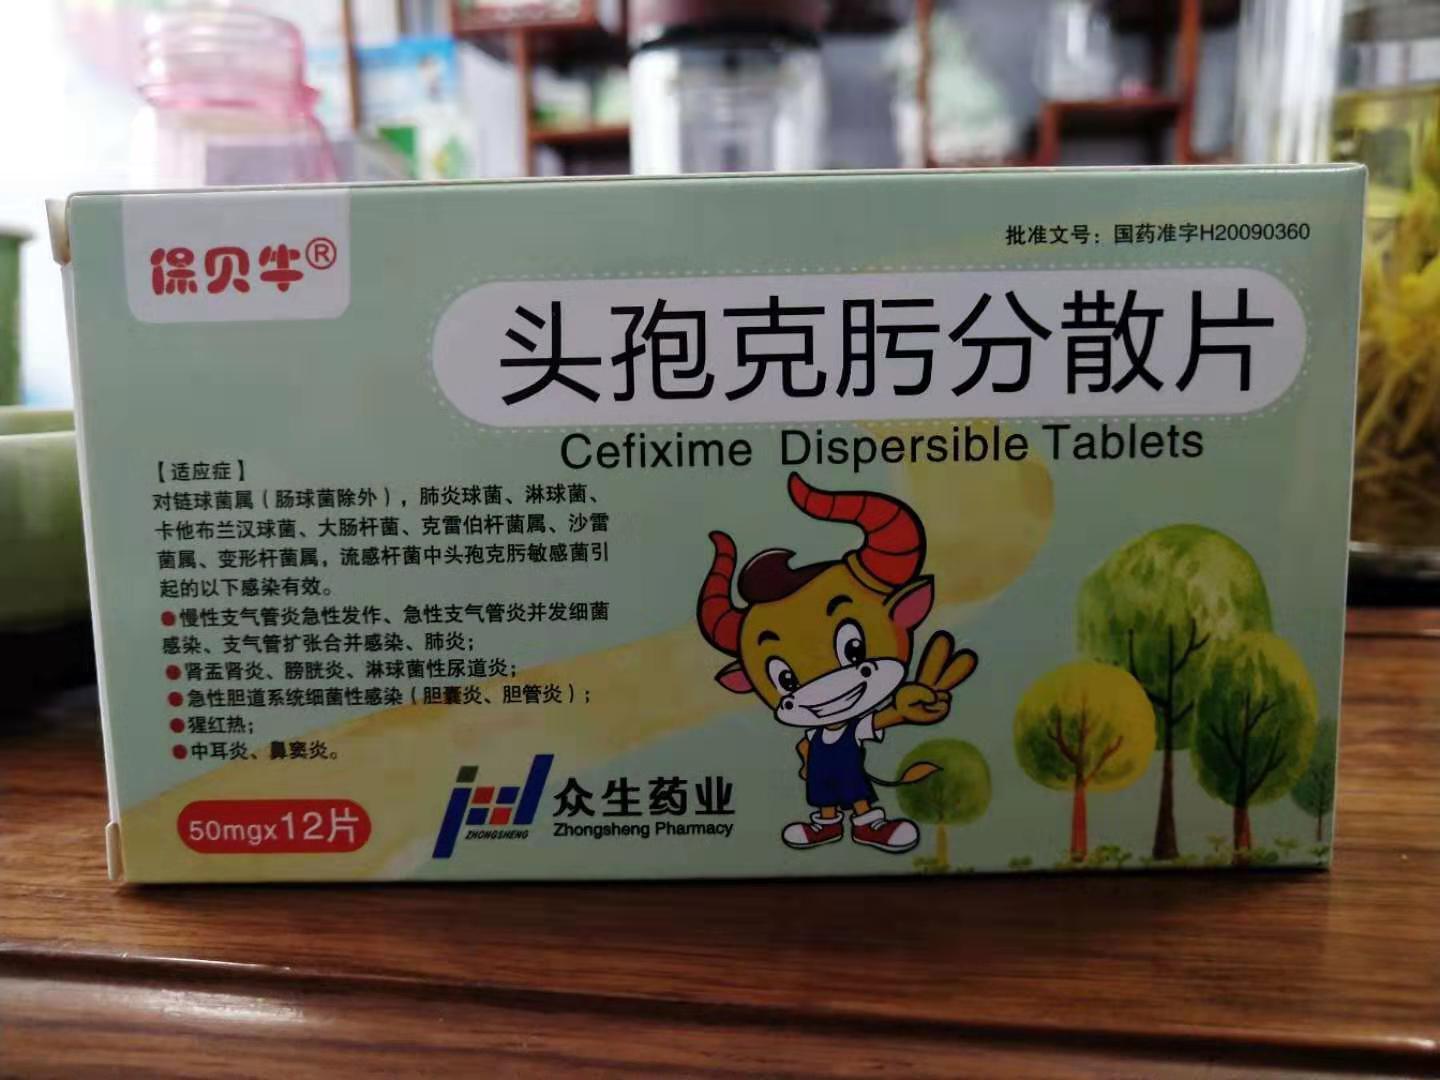 保贝牛®
批准文号：国药准字H20090360
头孢克肟分散片
Cefixime Dispersible Tablets
【适应症】
对链球菌属（肠球菌除外），肺炎球菌、淋球菌、
卡他布兰汉球菌、大肠杆菌、克雷伯杆菌属、沙雷
菌属、变形杆菌属，流感杆菌中头孢克肟敏感菌引
起的以下感染有效。
●慢性支气管炎急性发作、急性支气管炎并发细菌
感染、支气管扩张合并感染、肺炎；
●肾盂肾炎、膀胱炎、淋球菌性尿道炎；
●急性胆道系统细菌性感染（胆囊炎、胆管炎）；
●猩红热；
●中耳炎、鼻窦炎。
50mgx12片
ZHONGSHENG
众生药业
Zhongsheng Pharmacy